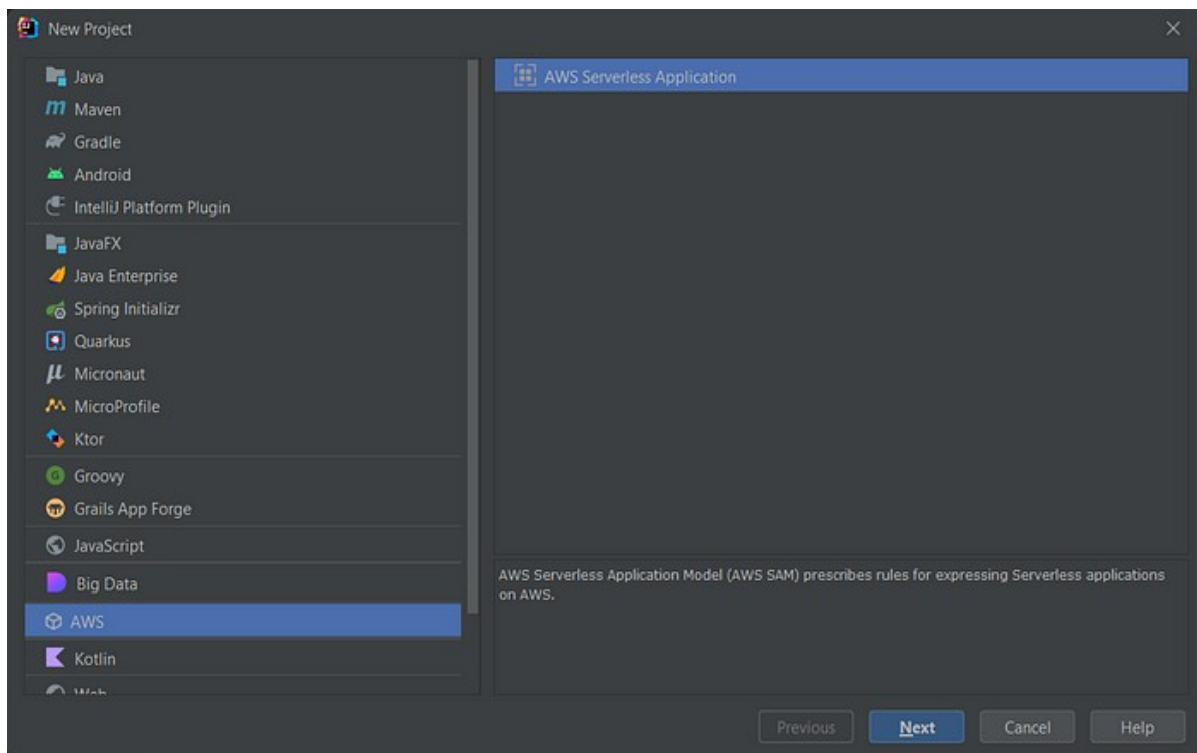 New Project
Java
Maven
Gradle
Android
IntelliJ Platform Plugin
JavaFX
Java Enterprise
Spring Initializr
Quarkus
Micronaut
MicroProfile
Ktor
Groovy
Grails App Forge
JavaScript
Big Data
AWS
Kotlin
Web
AWS Serverless Application
AWS Serverless Application Model (AWS SAM) prescribes rules for expressing Serverless applications
on AWS.
Previous
Next
Cancel
Help